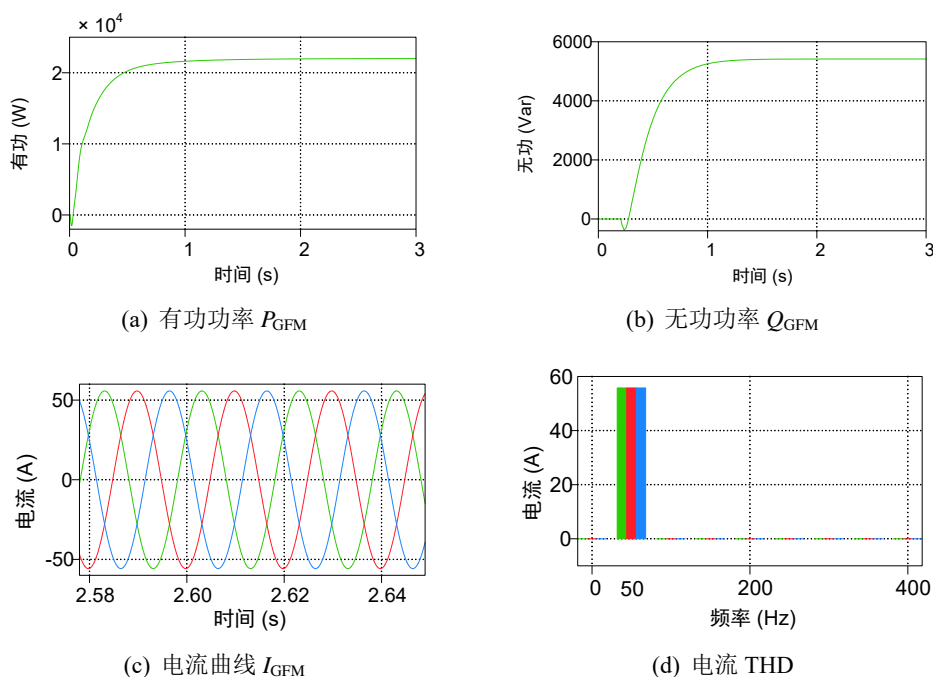 × 10⁴
2
1
0
有功 (W)
0 1 2 3
时间 (s)
(a) 有功功率 P_GFM
6000
4000
2000
0
无功 (Var)
0 1 2 3
时间 (s)
(b) 无功功率 Q_GFM
50
0
-50
电流 (A)
2.58 2.60 2.62 2.64
时间 (s)
(c) 电流曲线 I_GFM
60
40
20
0
电流 (A)
0 50 200 400
频率 (Hz)
(d) 电流 THD